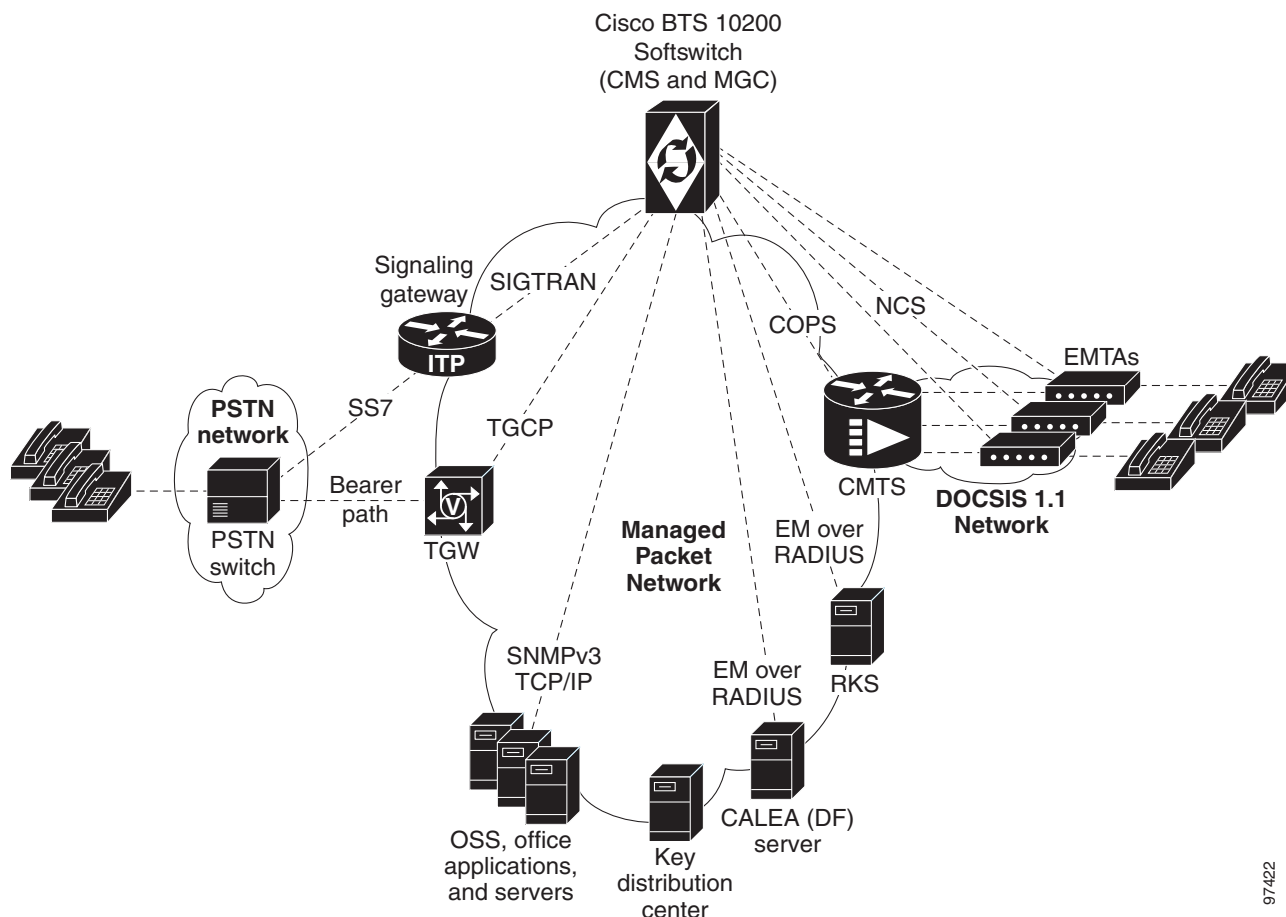 Cisco BTS 10200
Softswitch
(CMS and MGC)
Signaling
gateway
SIGTRAN
COPS
NCS
EMTAs
ITP
SS7
PSTN
network
TGCP
Bearer
path
V
PSTN
switch
TGW
CMTS
DOCSIS 1.1
Network
Managed
Packet
Network
EM over
RADIUS
SNMPv3
TCP/IP
EM over
RADIUS
RKS
OSS, office
applications,
and servers
Key
distribution
center
CALEA (DF)
server
97422